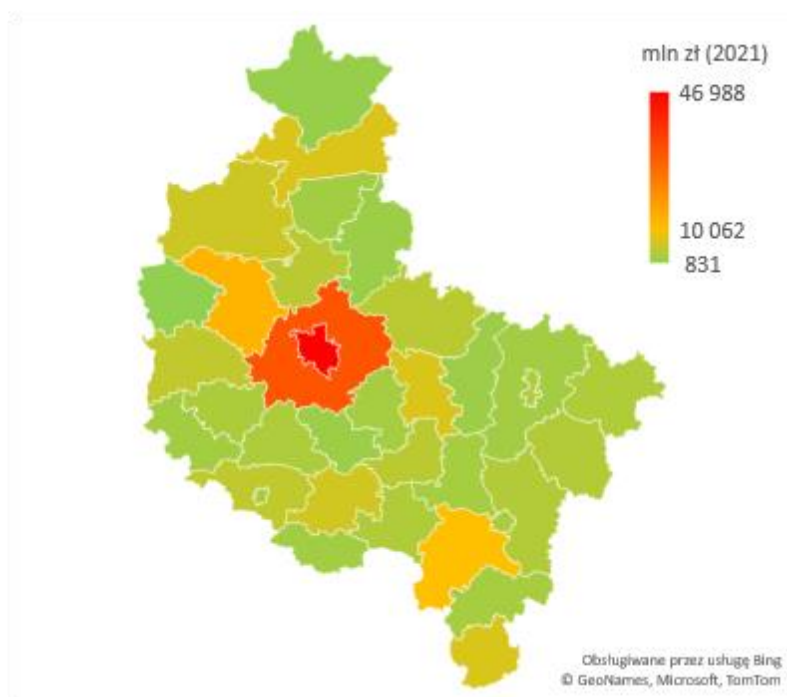 mln zł (2021)
46 988
10 062
831
Obsługiwane przez usługę Bing
© GeoNames, Microsoft, TomTom